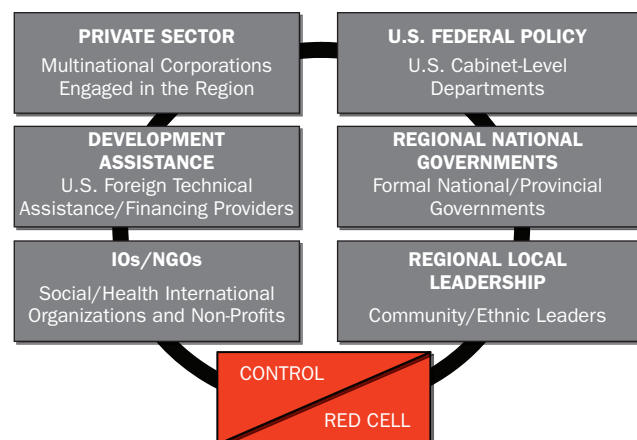 PRIVATE SECTOR
Multinational Corporations
Engaged in the Region
U.S. FEDERAL POLICY
U.S. Cabinet-Level
Departments
DEVELOPMENT
ASSISTANCE
U.S. Foreign Technical
Assistance/Financing Providers
REGIONAL NATIONAL
GOVERNMENTS
Formal National/Provincial
Governments
IOs/NGOs
Social/Health International
Organizations and Non-Profits
REGIONAL LOCAL
LEADERSHIP
Community/Ethnic Leaders
CONTROL
RED CELL